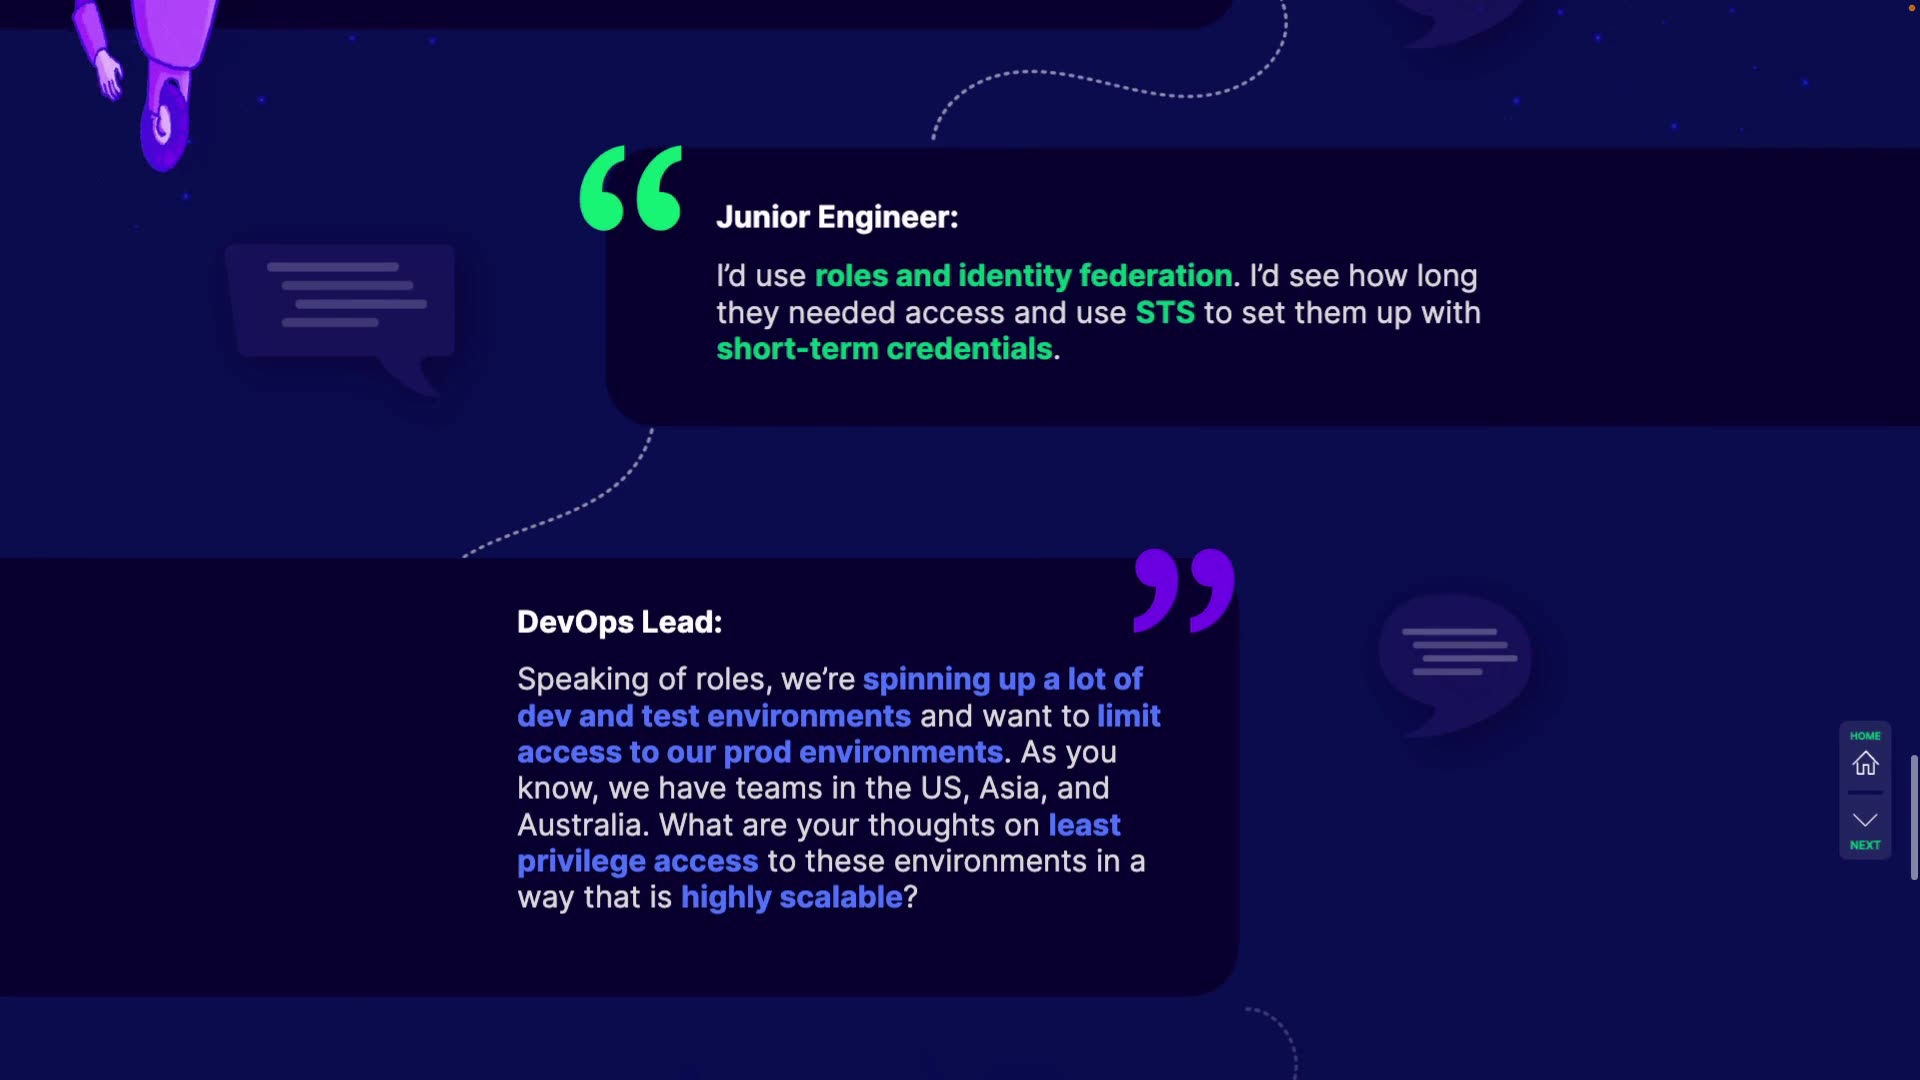 Junior Engineer:
I’d use roles and identity federation. I’d see how long
they needed access and use STS to set them up with
short-term credentials.
DevOps Lead:
Speaking of roles, we’re spinning up a lot of
dev and test environments and want to limit
access to our prod environments. As you
know, we have teams in the US, Asia, and
Australia. What are your thoughts on least
privilege access to these environments in a
way that is highly scalable?
HOME
NEXT